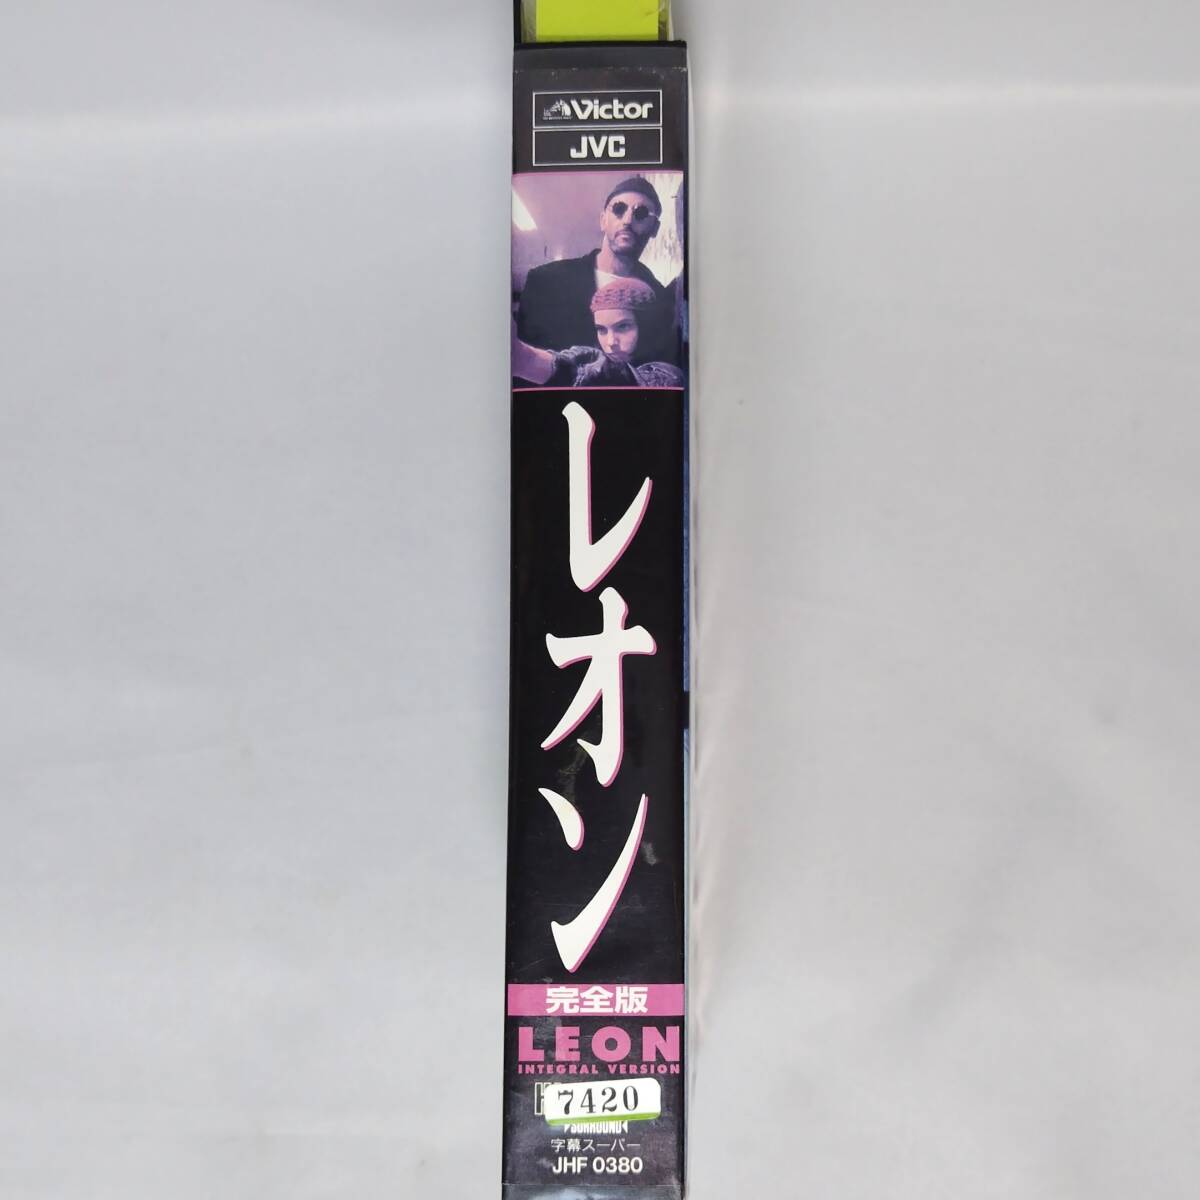 Victor
JVC
レオン
完全版
LEON
INTEGRAL VERSION
7420
SURROUND
字幕スーパー
JHF 0380